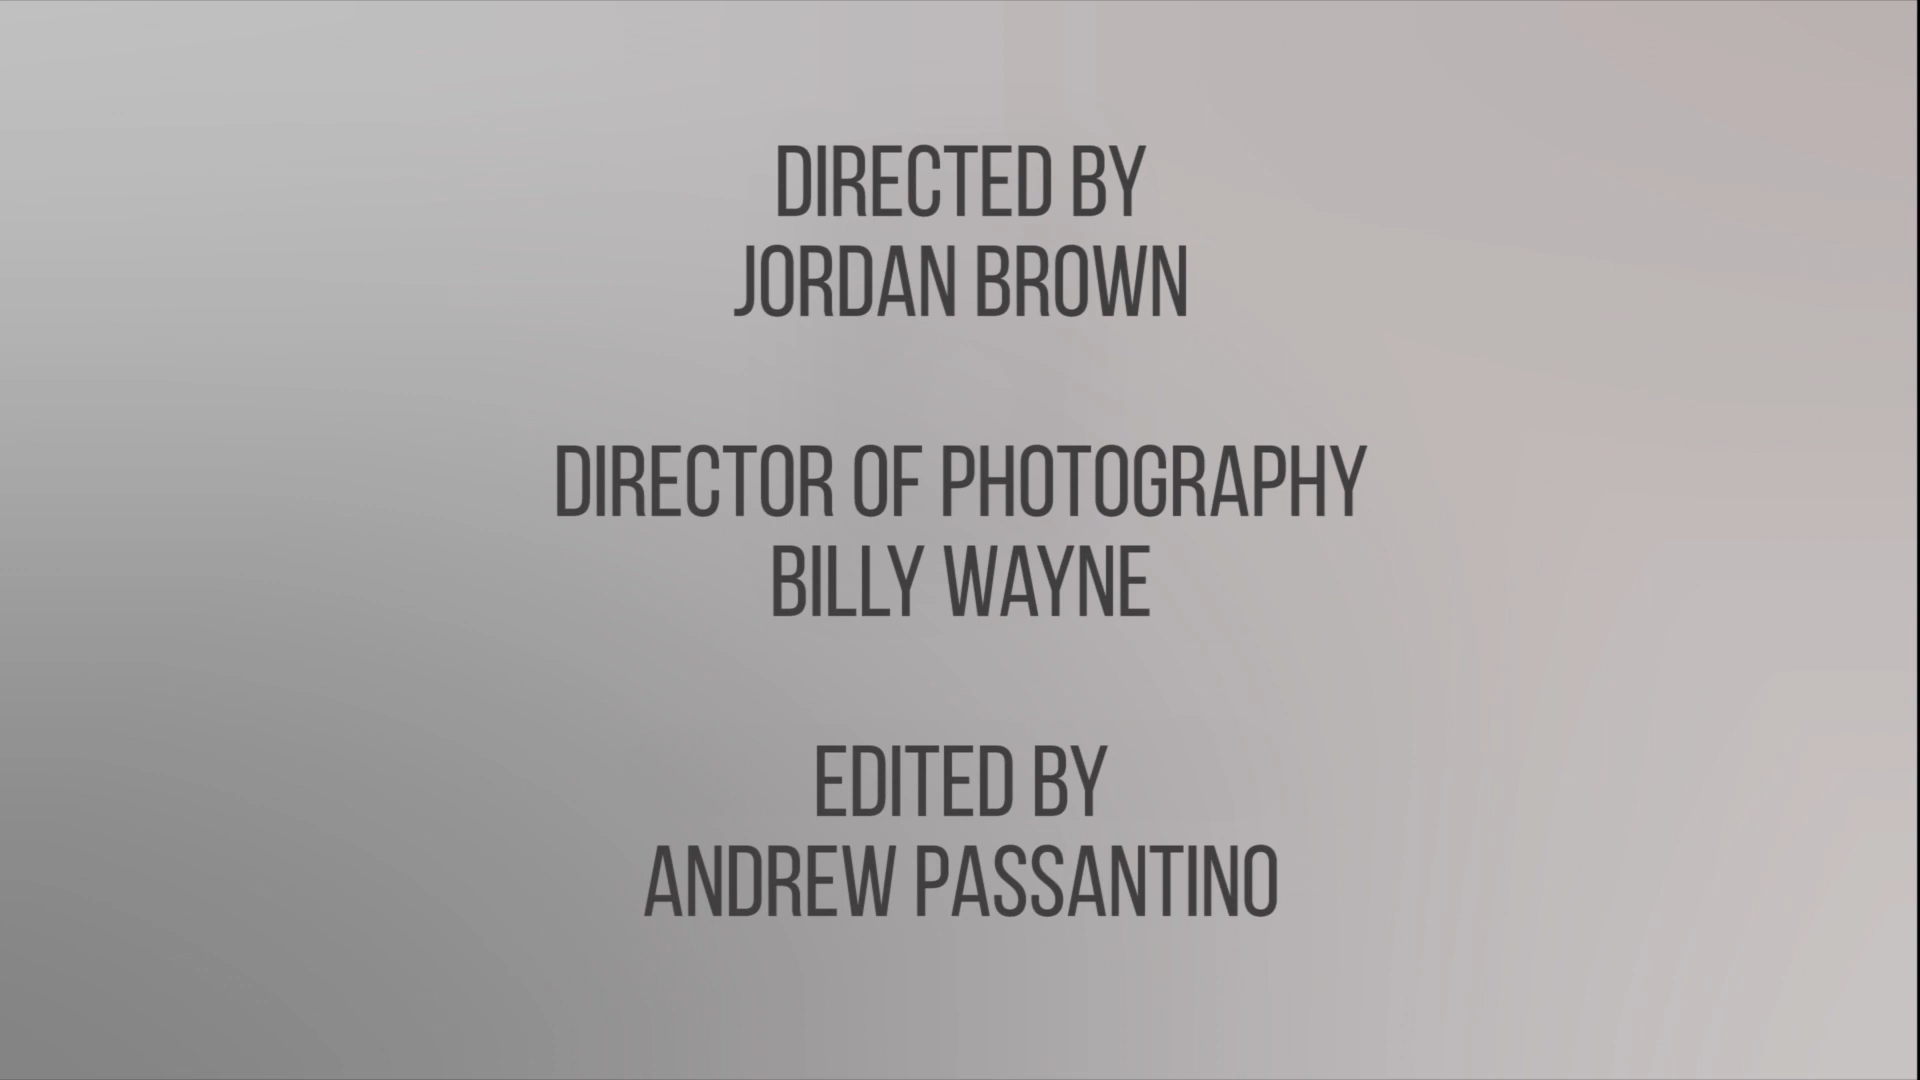 DIRECTED BY
JORDAN BROWN
DIRECTOR OF PHOTOGRAPHY
BILLY WAYNE
EDITED BY
ANDREW PASSANTINO